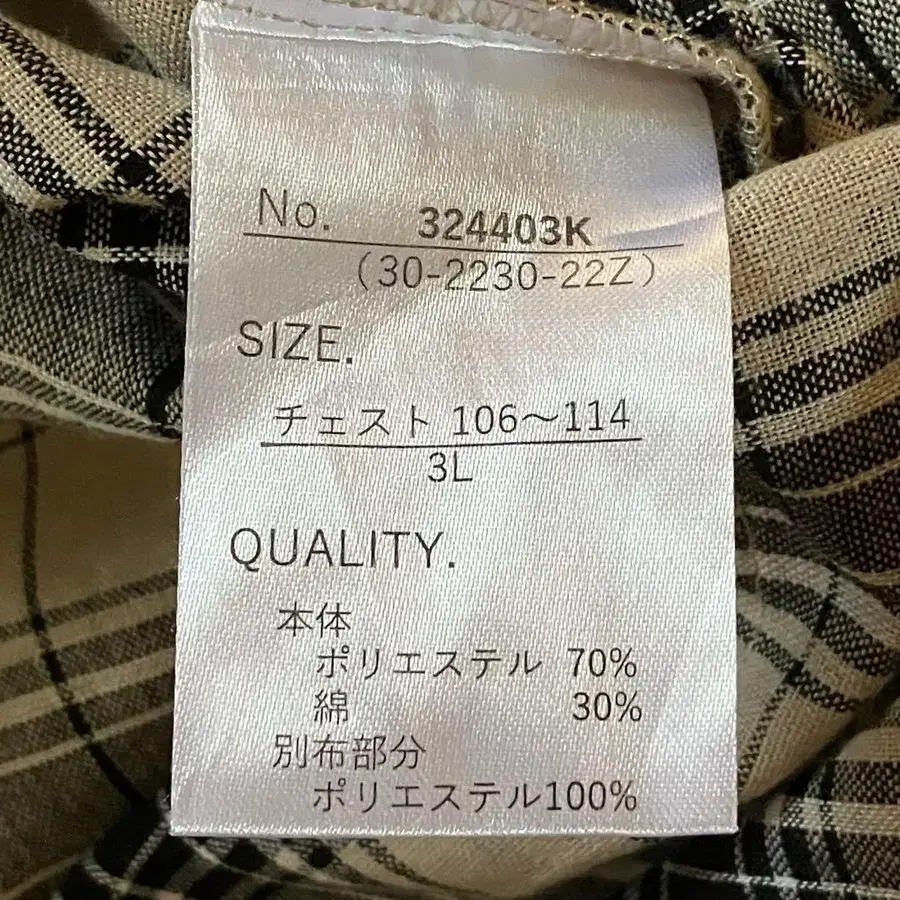 No. 324403K
(30-2230-22Z)
SIZE.
チェスト 106～114
3L
QUALITY.
本体
ポリエステル 70%
綿 30%
別布部分
ポリエステル100%